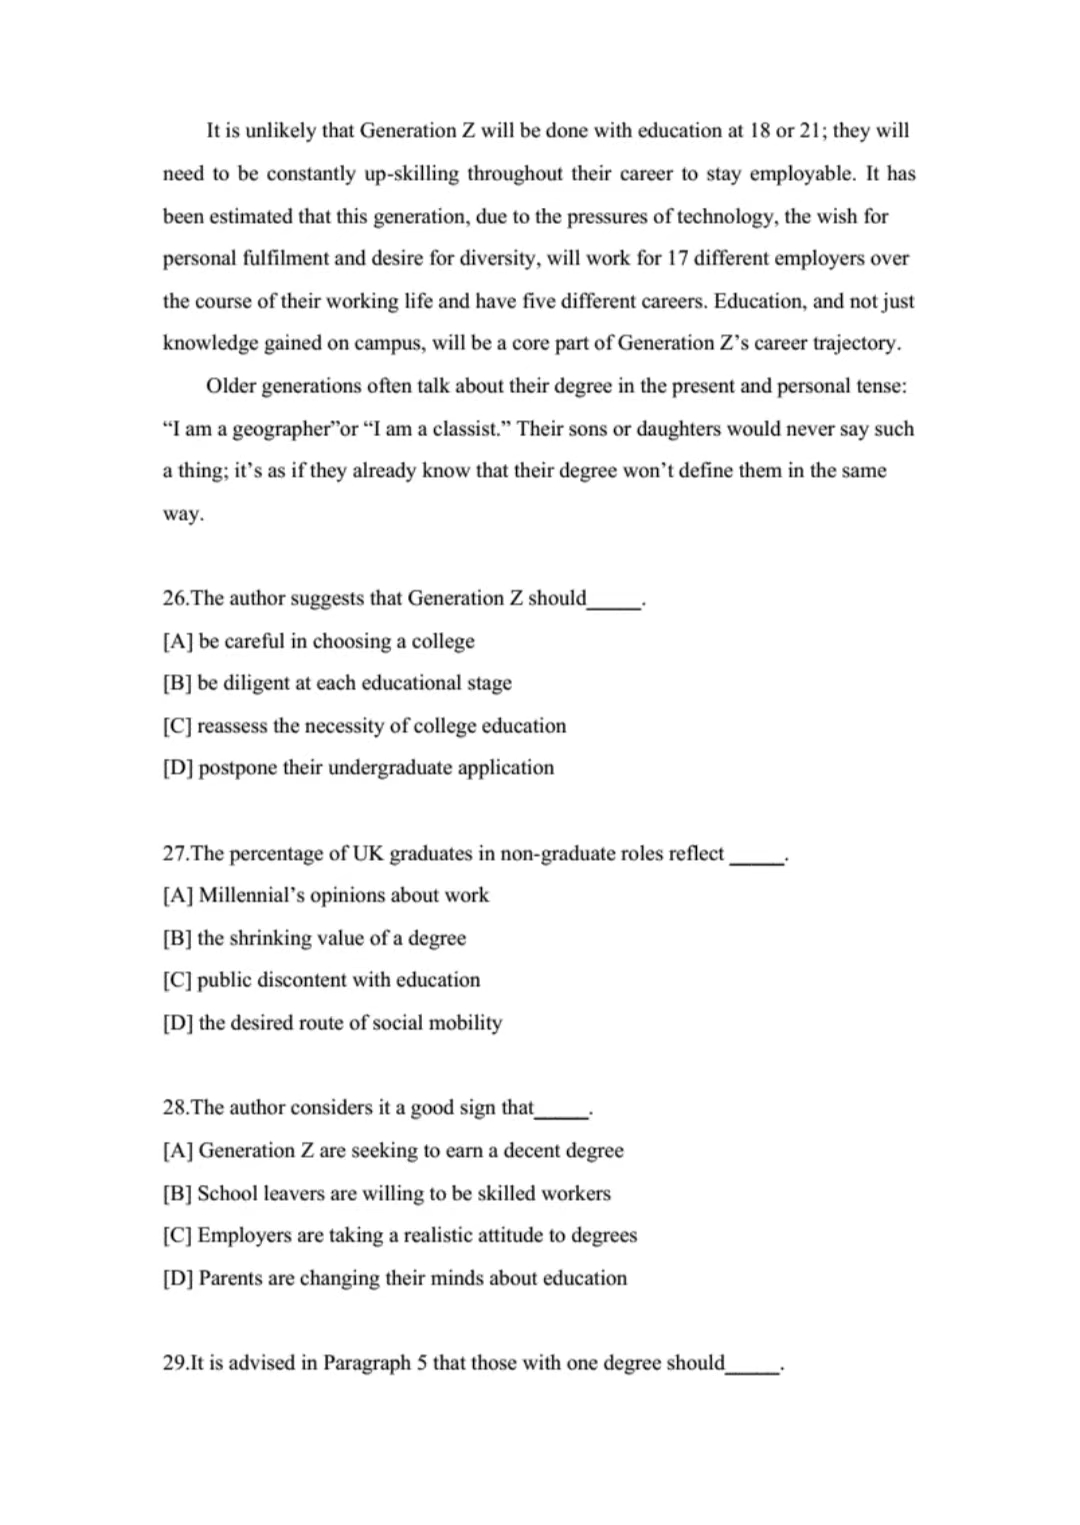 It is unlikely that Generation Z will be done with education at 18 or 21; they will
need to be constantly up-skilling throughout their career to stay employable. It has
been estimated that this generation, due to the pressures of technology, the wish for
personal fulfilment and desire for diversity, will work for 17 different employers over
the course of their working life and have five different careers. Education, and not just
knowledge gained on campus, will be a core part of Generation Z’s career trajectory.
Older generations often talk about their degree in the present and personal tense:
“I am a geographer”or “I am a classist.” Their sons or daughters would never say such
a thing; it’s as if they already know that their degree won’t define them in the same
way.
26.The author suggests that Generation Z should_____.
[A] be careful in choosing a college
[B] be diligent at each educational stage
[C] reassess the necessity of college education
[D] postpone their undergraduate application
27.The percentage of UK graduates in non-graduate roles reflect _____.
[A] Millennial’s opinions about work
[B] the shrinking value of a degree
[C] public discontent with education
[D] the desired route of social mobility
28.The author considers it a good sign that_____.
[A] Generation Z are seeking to earn a decent degree
[B] School leavers are willing to be skilled workers
[C] Employers are taking a realistic attitude to degrees
[D] Parents are changing their minds about education
29.It is advised in Paragraph 5 that those with one degree should_____.